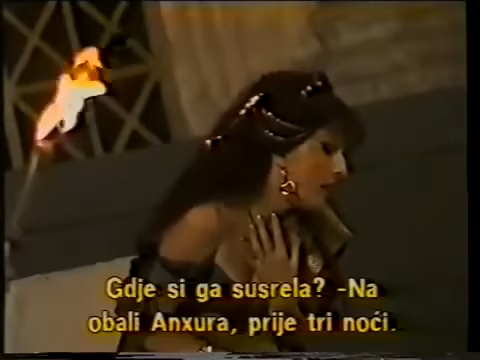 Gdje si ga susrela? -Na
obali Anxura, prije tri noći.